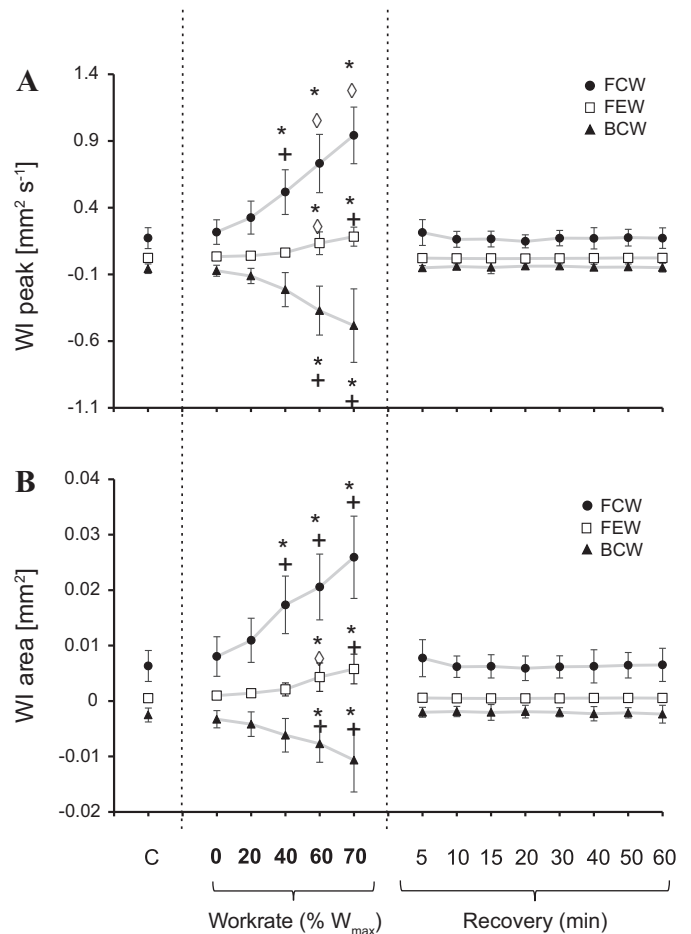 A
1.4
0.9
0.4
-0.1
-0.6
-1.1
WI peak [mm² s⁻¹]
FCW
FEW
BCW
* * *
+
* *
+
* *
+ +
B
0.04
0.03
0.02
0.01
0
-0.01
-0.02
WI area [mm²]
FCW
FEW
BCW
* * *
+ + +
* *
+
* *
+ +
C 0 20 40 60 70 5 10 15 20 30 40 50 60
Workrate (% Wmax) Recovery (min)